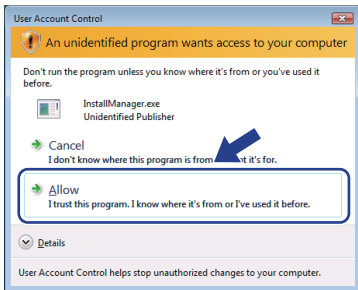 User Account Control
An unidentified program wants access to your computer
Don't run the program unless you know where it's from or you've used it
before.
InstallManager.exe
Unidentified Publisher
Cancel
I don't know where this program is from it's for.
Allow
I trust this program. I know where it's from or I've used it before.
Details
User Account Control helps stop unauthorized changes to your computer.